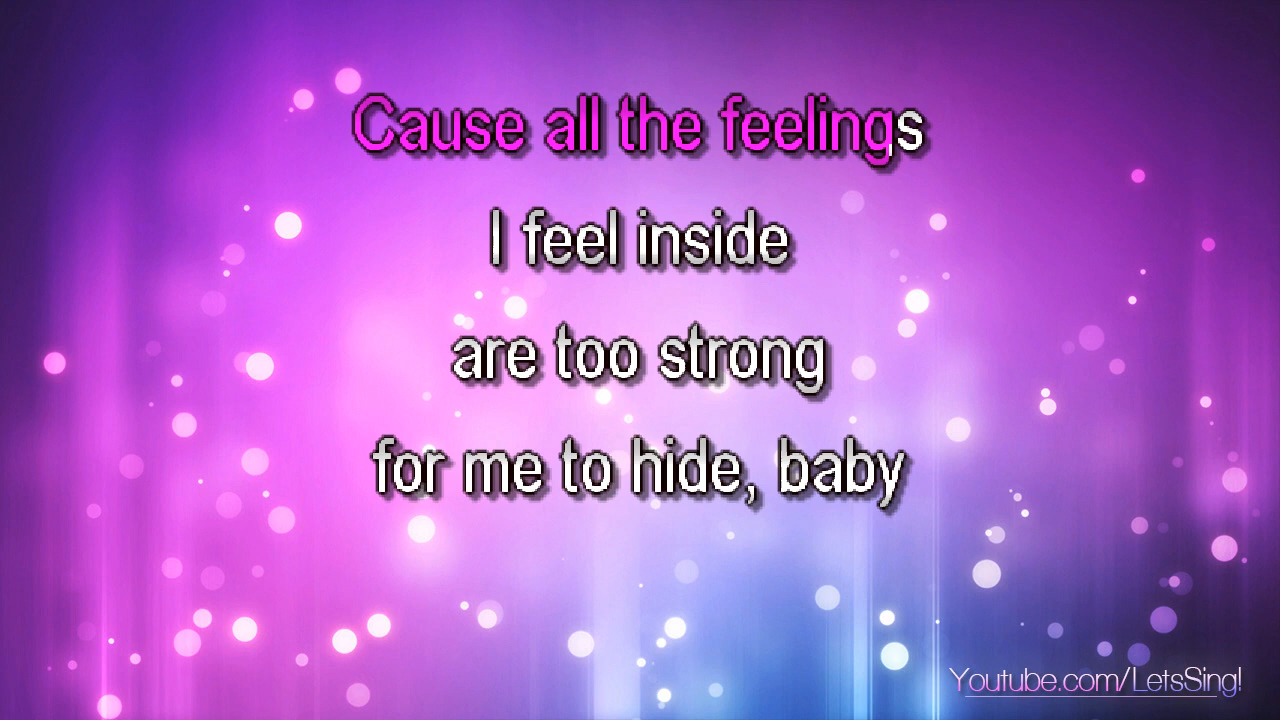 Cause all the feelings
I feel inside
are too strong
for me to hide, baby
Youtube.com/LetsSing!